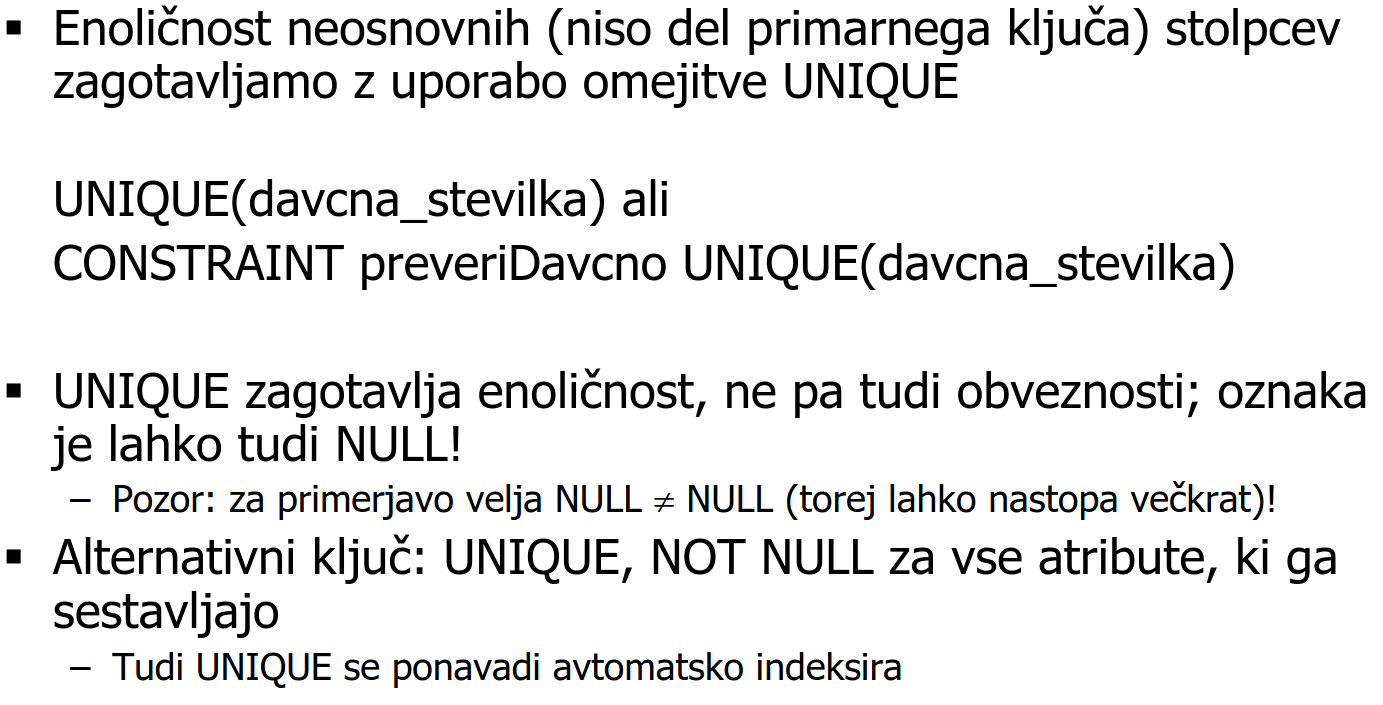 ▪ Enoličnost neosnovnih (niso del primarnega ključa) stolpcev
zagotavljamo z uporabo omejitve UNIQUE
UNIQUE(davcna_stevilka) ali
CONSTRAINT preveriDavcno UNIQUE(davcna_stevilka)
▪ UNIQUE zagotavlja enoličnost, ne pa tudi obveznosti; oznaka
je lahko tudi NULL!
– Pozor: za primerjavo velja NULL ≠ NULL (torej lahko nastopa večkrat)!
▪ Alternativni ključ: UNIQUE, NOT NULL za vse atribute, ki ga
sestavljajo
– Tudi UNIQUE se ponavadi avtomatsko indeksira